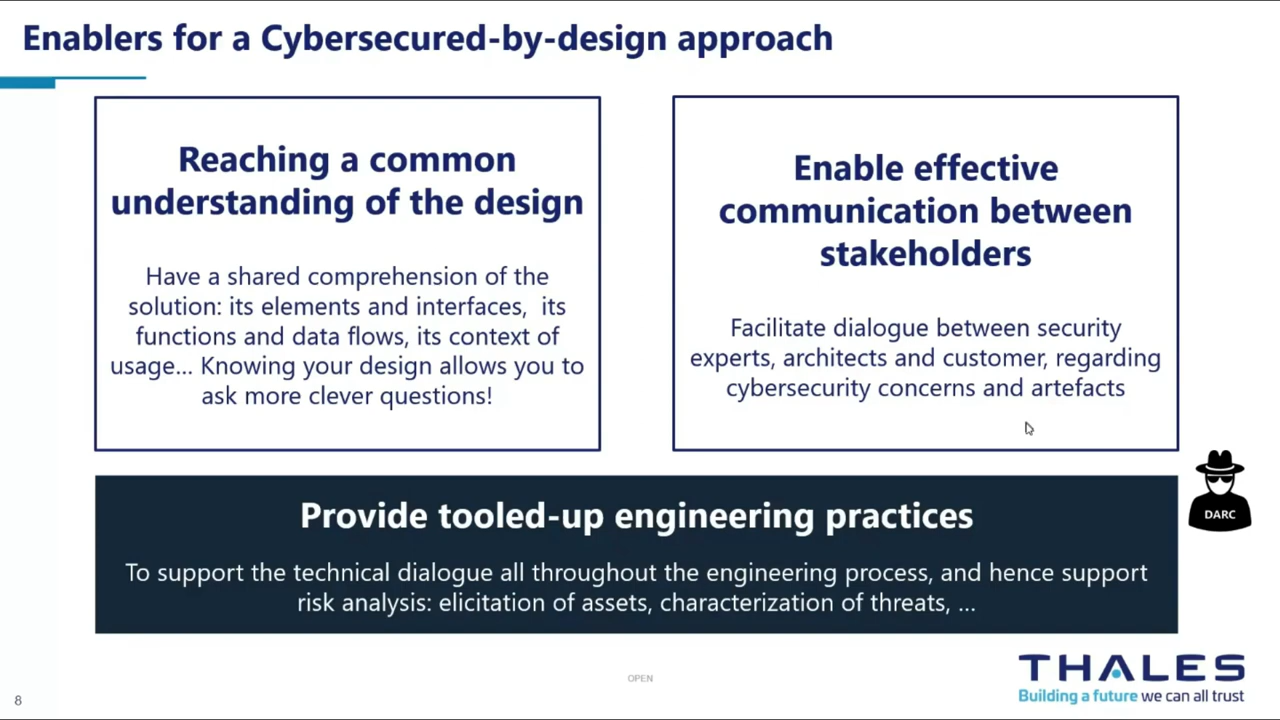 Enablers for a Cybersecured-by-design approach
Reaching a common
understanding of the design
Have a shared comprehension of the
solution: its elements and interfaces, its
functions and data flows, its context of
usage... Knowing your design allows you to
ask more clever questions!
Enable effective
communication between
stakeholders
Facilitate dialogue between security
experts, architects and customer, regarding
cybersecurity concerns and artefacts
DARC
Provide tooled-up engineering practices
To support the technical dialogue all throughout the engineering process, and hence support
risk analysis: elicitation of assets, characterization of threats, ...
THALES
Building a future we can all trust
OPEN
8